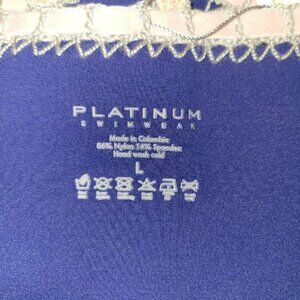 PLATINUM
SWIMWEAR
Made in Colombia
86% Nylon 14% Spandex
Hand wash cold
L